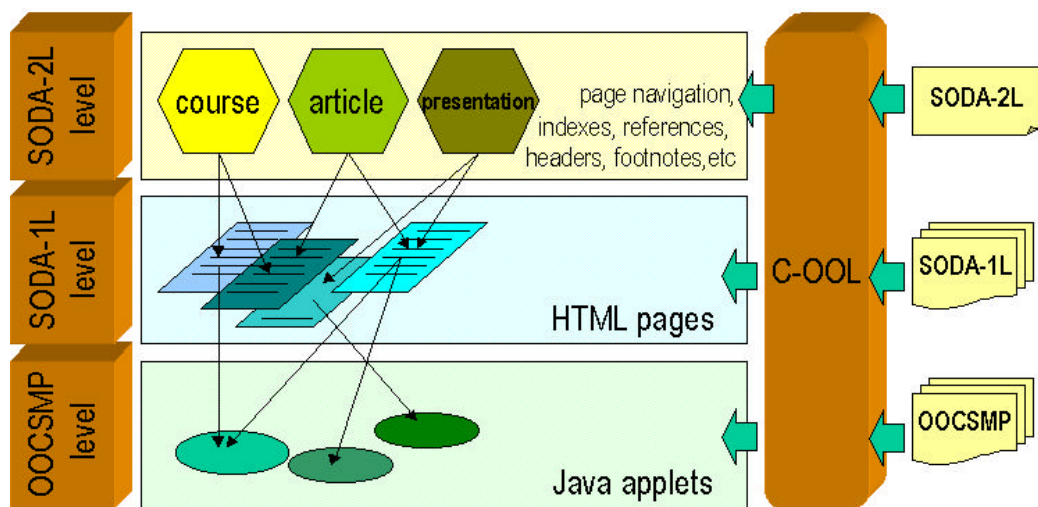 SODA-2L
level
course
article
presentation
page navigation,
indexes, references,
headers, footnotes,etc
SODA-2L
SODA-1L
level
HTML pages
C-OOL
SODA-1L
OOCSMP
level
Java applets
OOCSMP